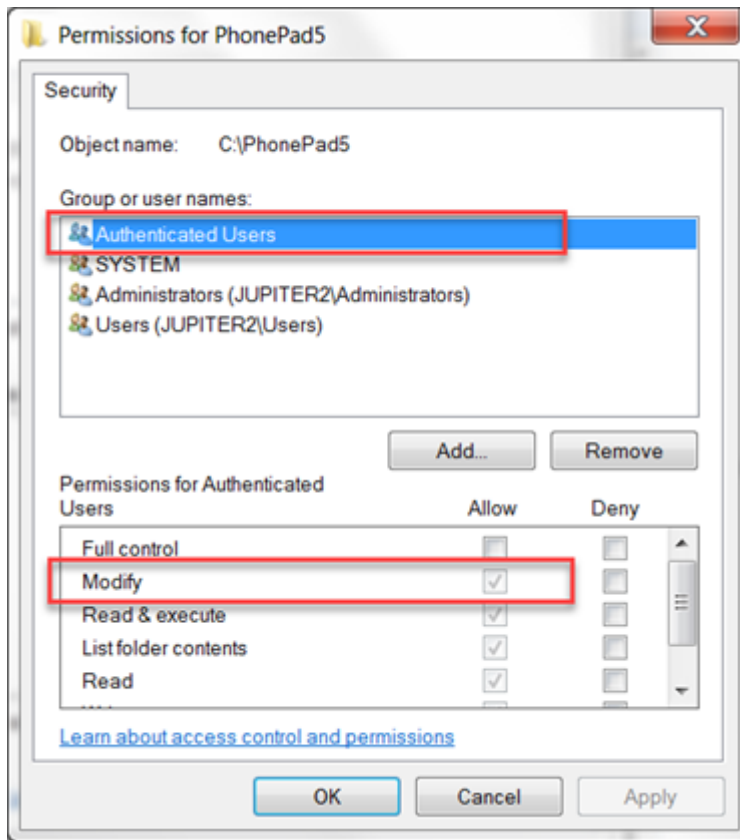 Permissions for PhonePad5
Security
Object name: C:\PhonePad5
Group or user names:
Authenticated Users
SYSTEM
Administrators (JUPITER2\Administrators)
Users (JUPITER2\Users)
Add... Remove
Permissions for Authenticated
Users Allow Deny
Full control
Modify
Read & execute
List folder contents
Read
Learn about access control and permissions
OK Cancel Apply